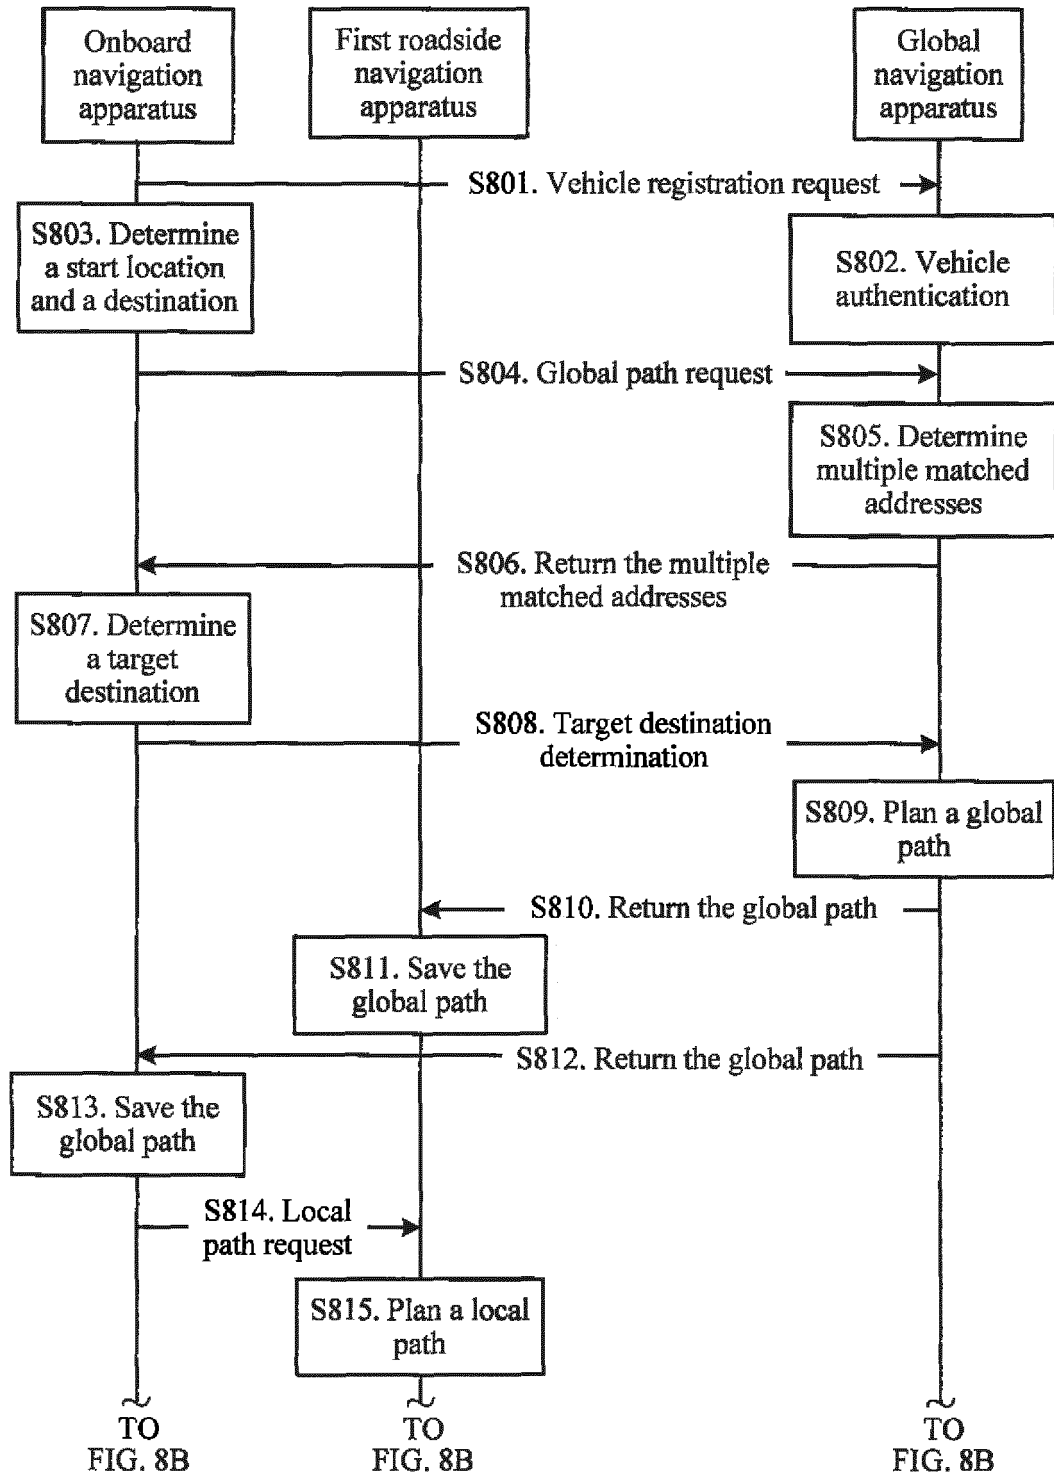 Onboard
navigation
apparatus
First roadside
navigation
apparatus
Global
navigation
apparatus
S801. Vehicle registration request
S803. Determine
a start location
and a destination
S802. Vehicle
authentication
S804. Global path request
S805. Determine
multiple matched
addresses
S806. Return the multiple
matched addresses
S807. Determine
a target
destination
S808. Target destination
determination
S809. Plan a global
path
S810. Return the global path
S811. Save the
global path
S812. Return the global path
S813. Save the
global path
S814. Local
path request
S815. Plan a local
path
TO
FIG. 8B
TO
FIG. 8B
TO
FIG. 8B